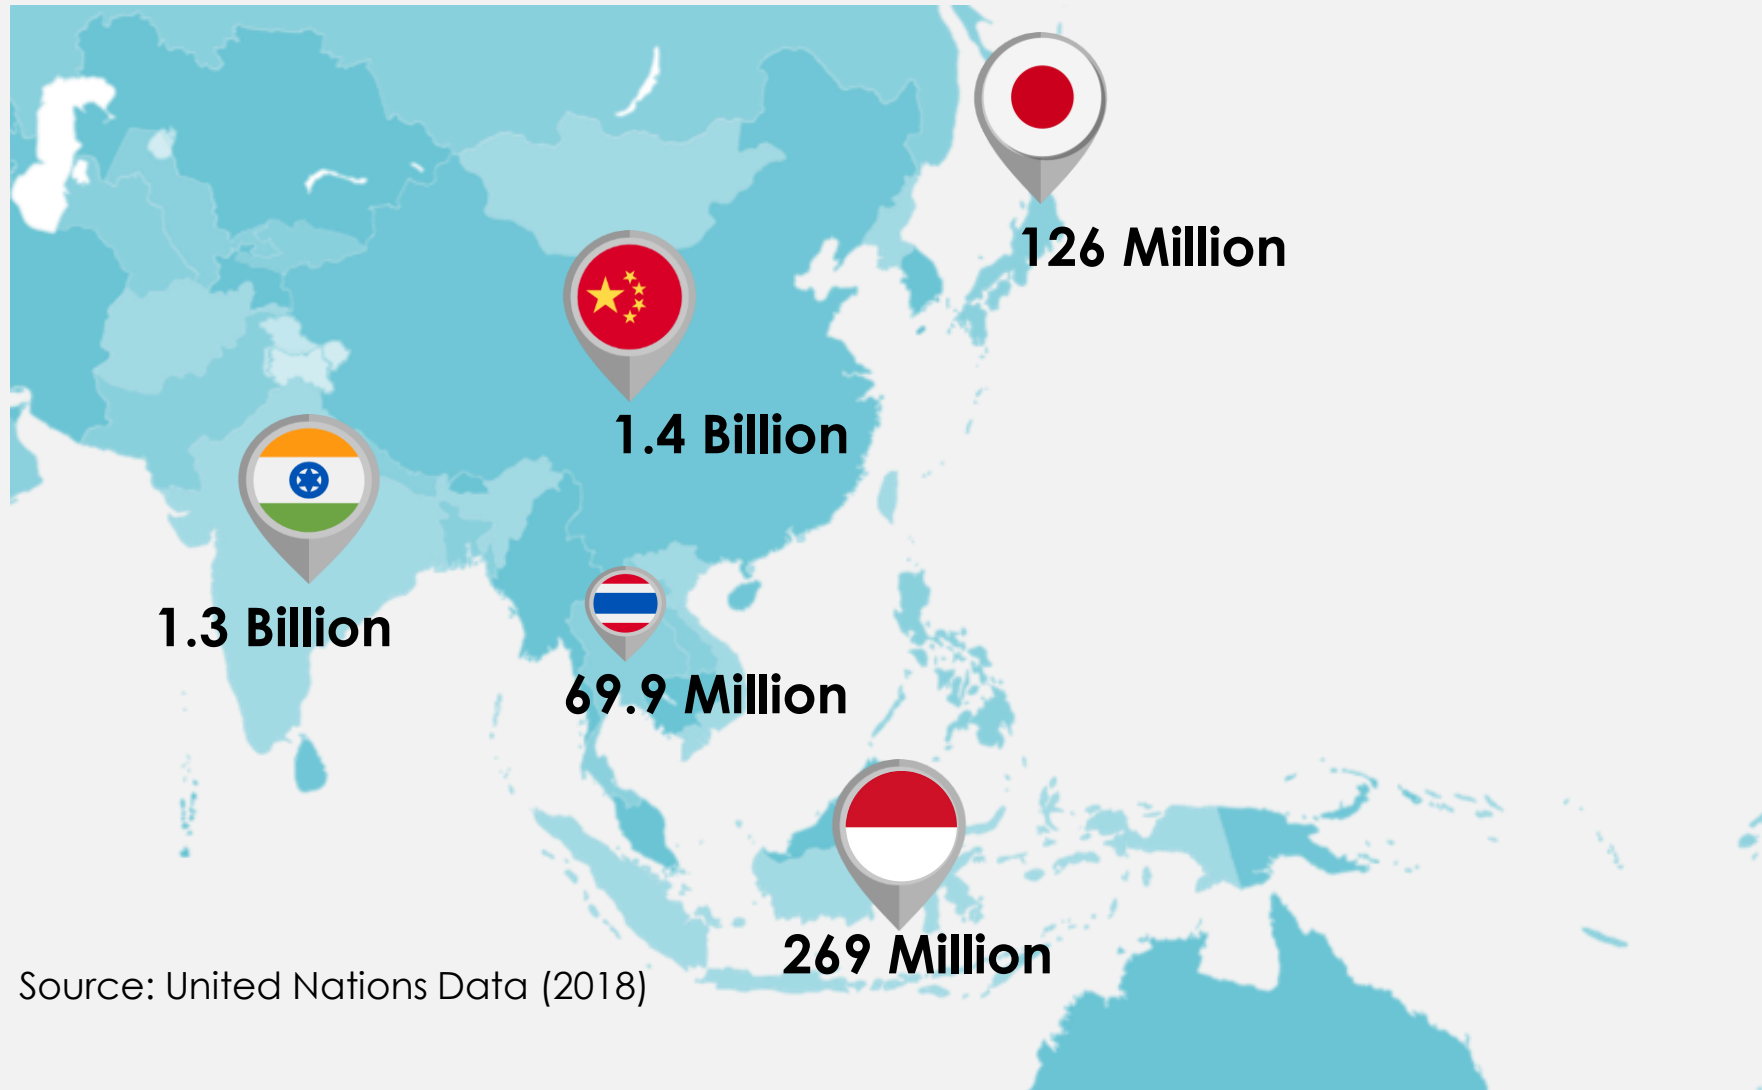 126 Million
1.4 Billion
1.3 Billion
69.9 Million
269 Million
Source: United Nations Data (2018)